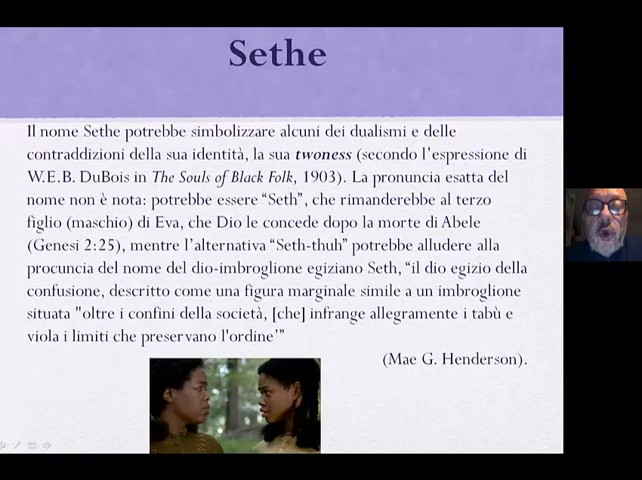 Sethe
Il nome Sethe potrebbe simbolizzare alcuni dei dualismi e delle
contraddizioni della sua identità, la sua twoness (secondo l'espressione di
W.E.B. DuBois in The Souls of Black Folk, 1903). La pronuncia esatta del
nome non è nota: potrebbe essere “Seth”, che rimanderebbe al terzo
figlio (maschio) di Eva, che Dio le concede dopo la morte di Abele
(Genesi 2:25), mentre l'alternativa “Seth-thuh” potrebbe alludere alla
procuncia del nome del dio-imbroglione egiziano Seth, “il dio egizio della
confusione, descritto come una figura marginale simile a un imbroglione
situata "oltre i confini della società, [che] infrange allegramente i tabù e
viola i limiti che preservano l'ordine'”
(Mae G. Henderson).